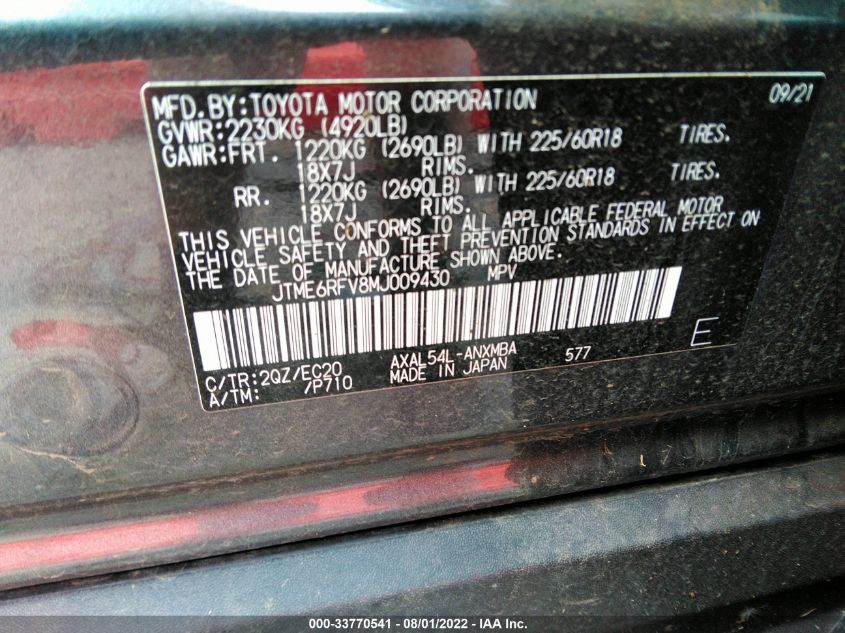 MFD.BY:TOYOTA MOTOR CORPORATION 09/21
GVWR:2230KG (4920LB)
GAWR:FRT. 1220KG (2690LB) WITH 225/60R18 TIRES.
18X7J RIMS.
RR. 1220KG (2690LB) WITH 225/60R18 TIRES.
18X7J RIMS.
THIS VEHICLE CONFORMS TO ALL APPLICABLE FEDERAL MOTOR
VEHICLE SAFETY AND THEFT PREVENTION STANDARDS IN EFFECT ON
THE DATE OF MANUFACTURE SHOWN ABOVE.
JTME6RFV8MJ009430 MPV
E
C/TR:2QZ/EC20 AXAL54L-ANXMBA 577
A/TM: /P710 MADE IN JAPAN
000-33770541 - 08/01/2022 - IAA Inc.